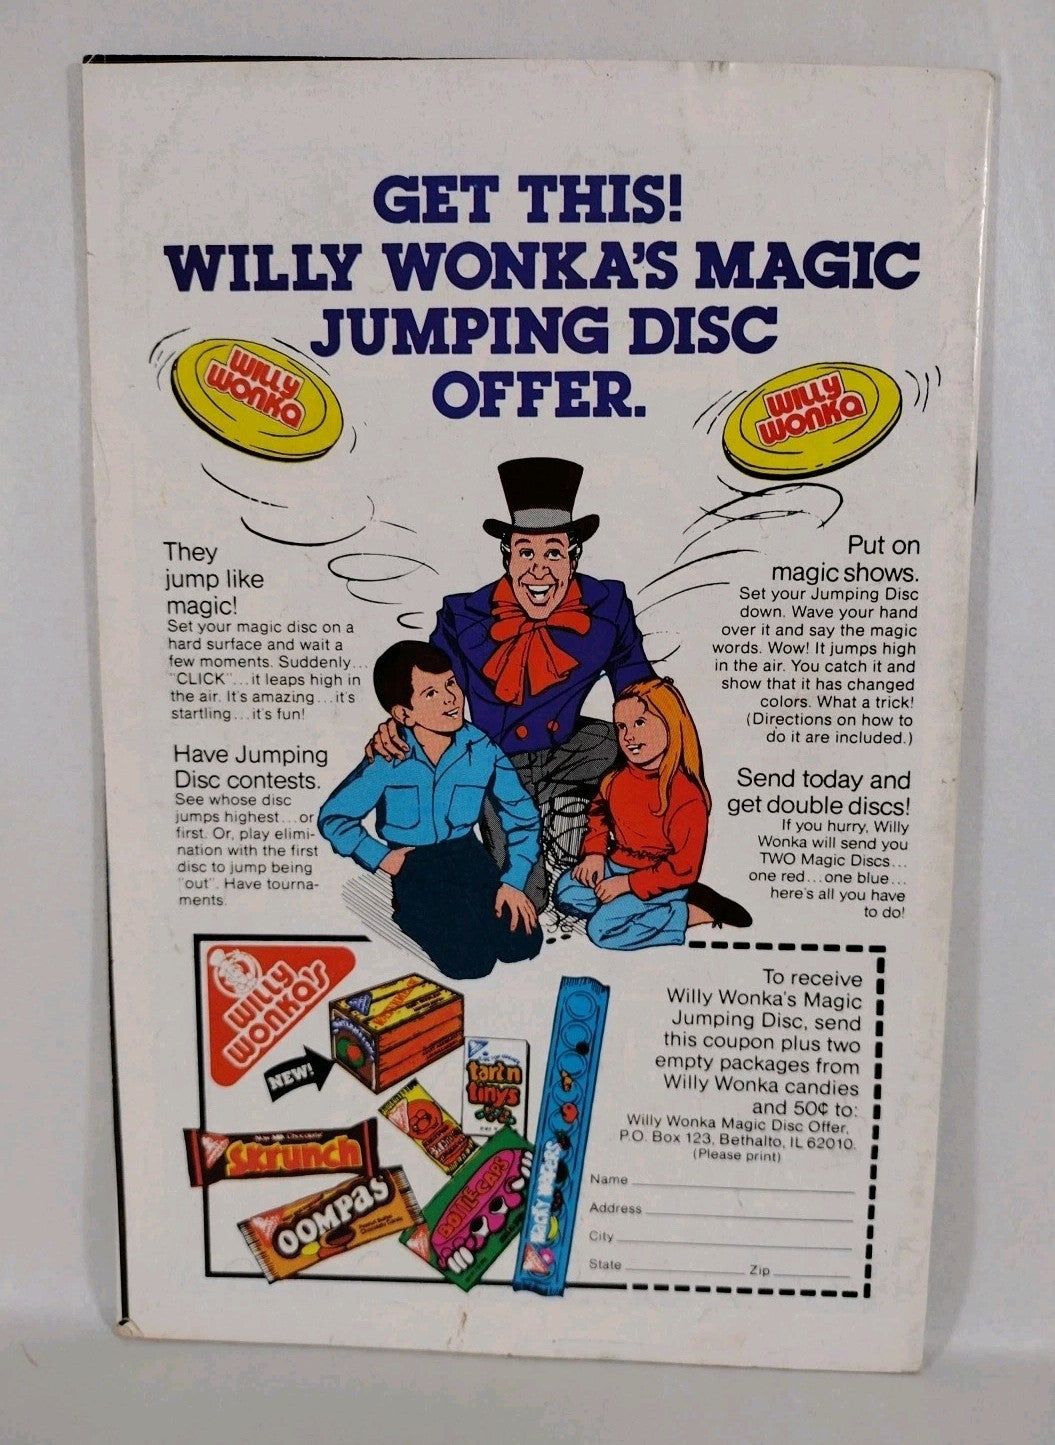 GET THIS!
WILLY WONKA'S MAGIC
JUMPING DISC
OFFER.
WILLY
WONKA
WILLY
WONKA
They
jump like
magic!
Set your magic disc on a
hard surface and wait a
few moments. Suddenly...
"CLICK"...it leaps high in
the air. It's amazing...it's
startling...it's fun!
Have Jumping
Disc contests.
See whose disc
jumps highest...or
first. Or, play elimi-
nation with the first
disc to jump being
"out". Have tourna-
ments.
Put on
magic shows.
Set your Jumping Disc
down. Wave your hand
over it and say the magic
words. Wow! It jumps high
in the air. You catch it and
show that it has changed
colors. What a trick!
(Directions on how to
do it are included.)
Send today and
get double discs!
If you hurry, Willy
Wonka will send you
TWO Magic Discs...
one red...one blue...
here's all you have
to do!
WILLY
WONKA'S
NEW!
tart n
tinys
Skrunch
OOMPAS
Peanut Butter
BOTTLE CAPS
Wacky Wafers
To receive
Willy Wonka's Magic
Jumping Disc, send
this coupon plus two
empty packages from
Willy Wonka candies
and 50¢ to:
Willy Wonka Magic Disc Offer,
P.O. Box 123, Bethalto, IL 62010.
(Please print)
Name
Address
City
State Zip